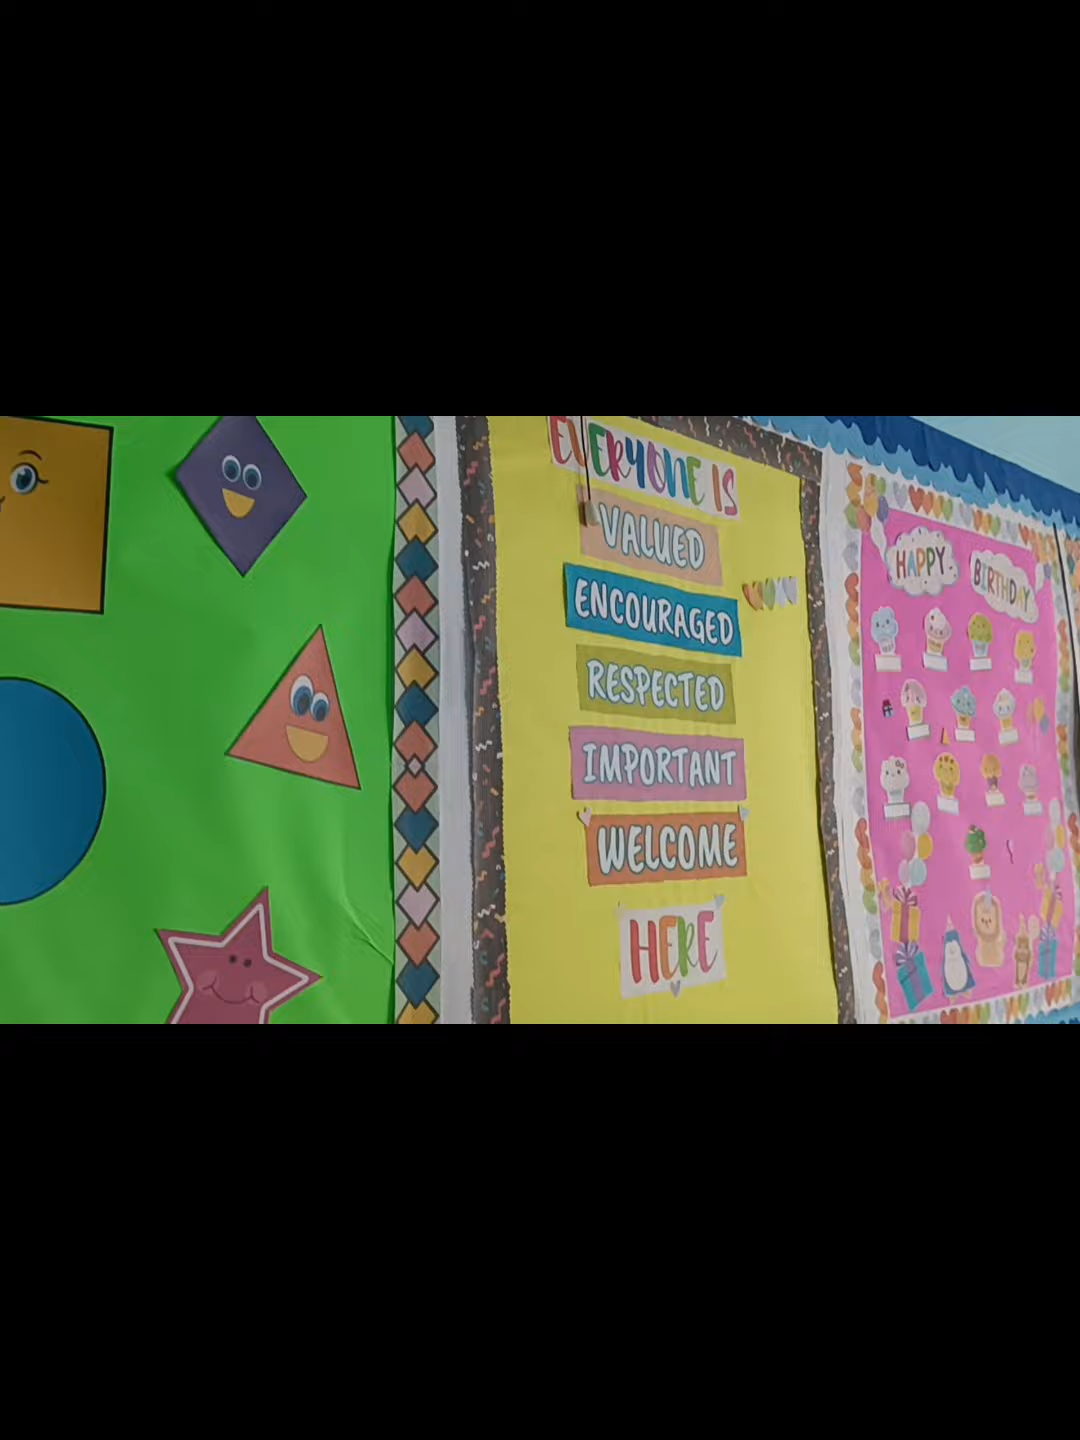 EVERYONE IS
VALUED
ENCOURAGED
RESPECTED
IMPORTANT
WELCOME
HERE
HAPPY
BIRTHDAY